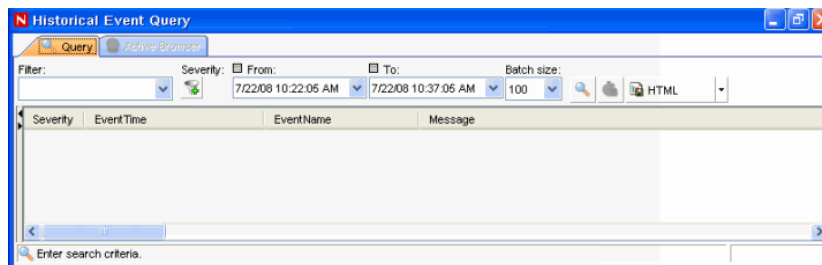 N Historical Event Query
Query Active Browser
Filter: Severity: From: To: Batch size:
7/22/08 10:22:05 AM 7/22/08 10:37:05 AM 100 HTML
Severity EventTime EventName Message
Enter search criteria.